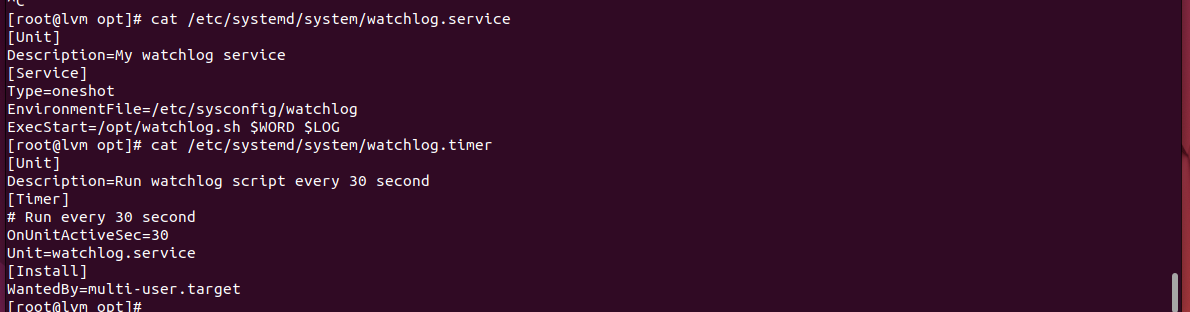 ^C
[root@lvm opt]# cat /etc/systemd/system/watchlog.service
[Unit]
Description=My watchlog service
[Service]
Type=oneshot
EnvironmentFile=/etc/sysconfig/watchlog
ExecStart=/opt/watchlog.sh $WORD $LOG
[root@lvm opt]# cat /etc/systemd/system/watchlog.timer
[Unit]
Description=Run watchlog script every 30 second
[Timer]
# Run every 30 second
OnUnitActiveSec=30
Unit=watchlog.service
[Install]
WantedBy=multi-user.target
[root@lvm opt]#